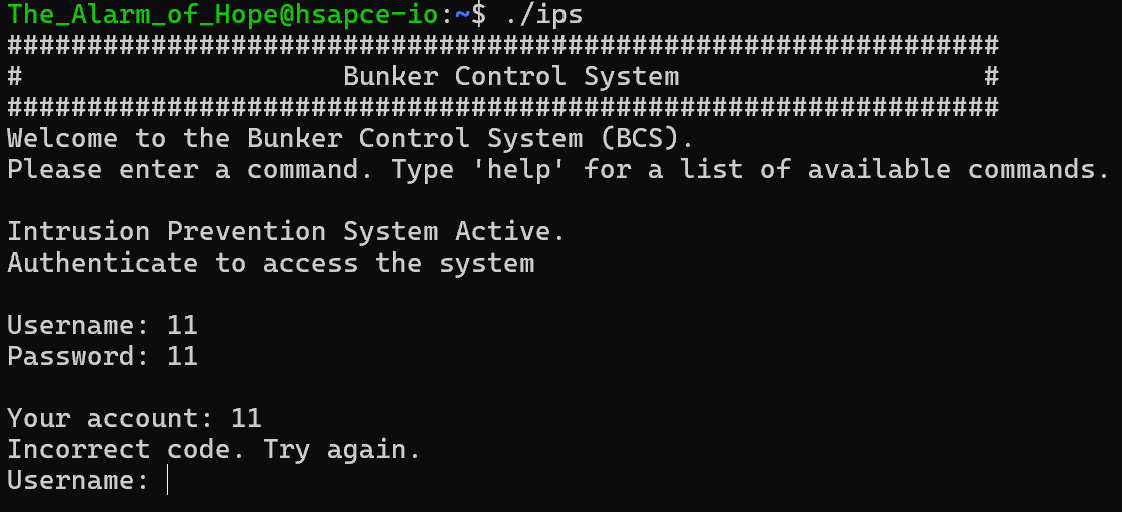 The_Alarm_of_Hope@hsapce-io:~$ ./ips
##############################################################
#                    Bunker Control System                   #
##############################################################
Welcome to the Bunker Control System (BCS).
Please enter a command. Type 'help' for a list of available commands.
Intrusion Prevention System Active.
Authenticate to access the system
Username: 11
Password: 11
Your account: 11
Incorrect code. Try again.
Username: